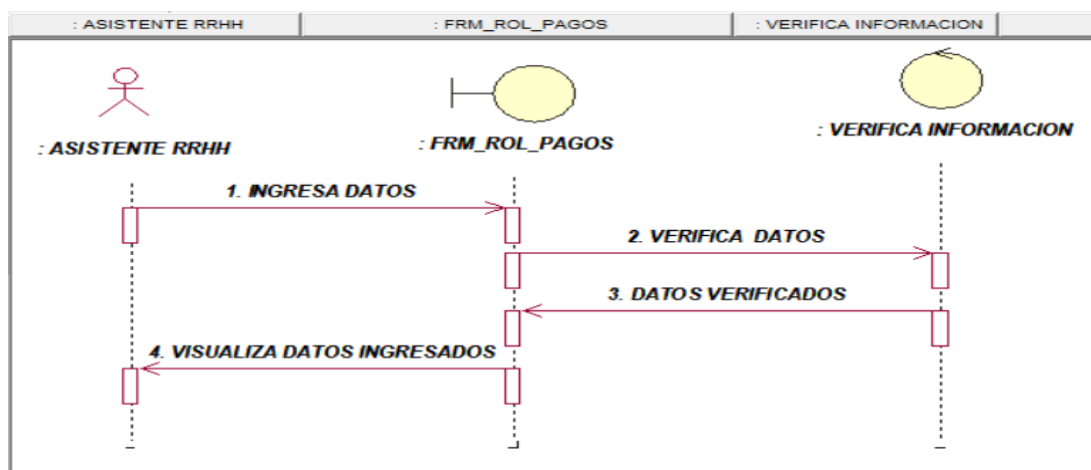 : ASISTENTE RRHH
: FRM_ROL_PAGOS
: VERIFICA INFORMACION
: ASISTENTE RRHH
: FRM_ROL_PAGOS
: VERIFICA INFORMACION
1. INGRESA DATOS
2. VERIFICA DATOS
3. DATOS VERIFICADOS
4. VISUALIZA DATOS INGRESADOS